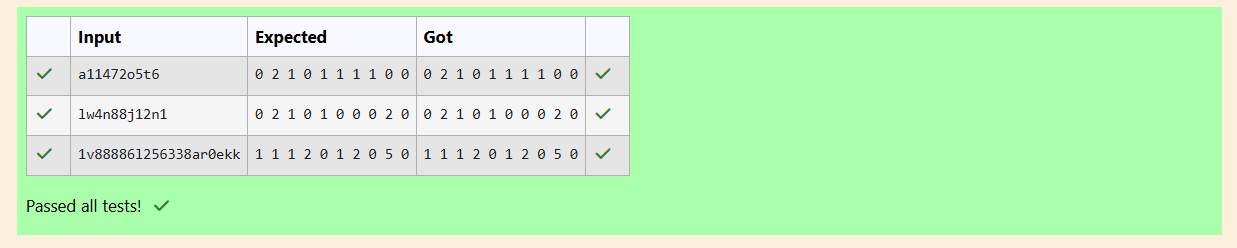 Input Expected Got
a11472o5t6 0 2 1 0 1 1 1 1 0 0 0 2 1 0 1 1 1 1 0 0
lw4n88j12n1 0 2 1 0 1 0 0 0 2 0 0 2 1 0 1 0 0 0 2 0
1v88886l256338ar0ekk 1 1 1 2 0 1 2 0 5 0 1 1 1 2 0 1 2 0 5 0
Passed all tests!